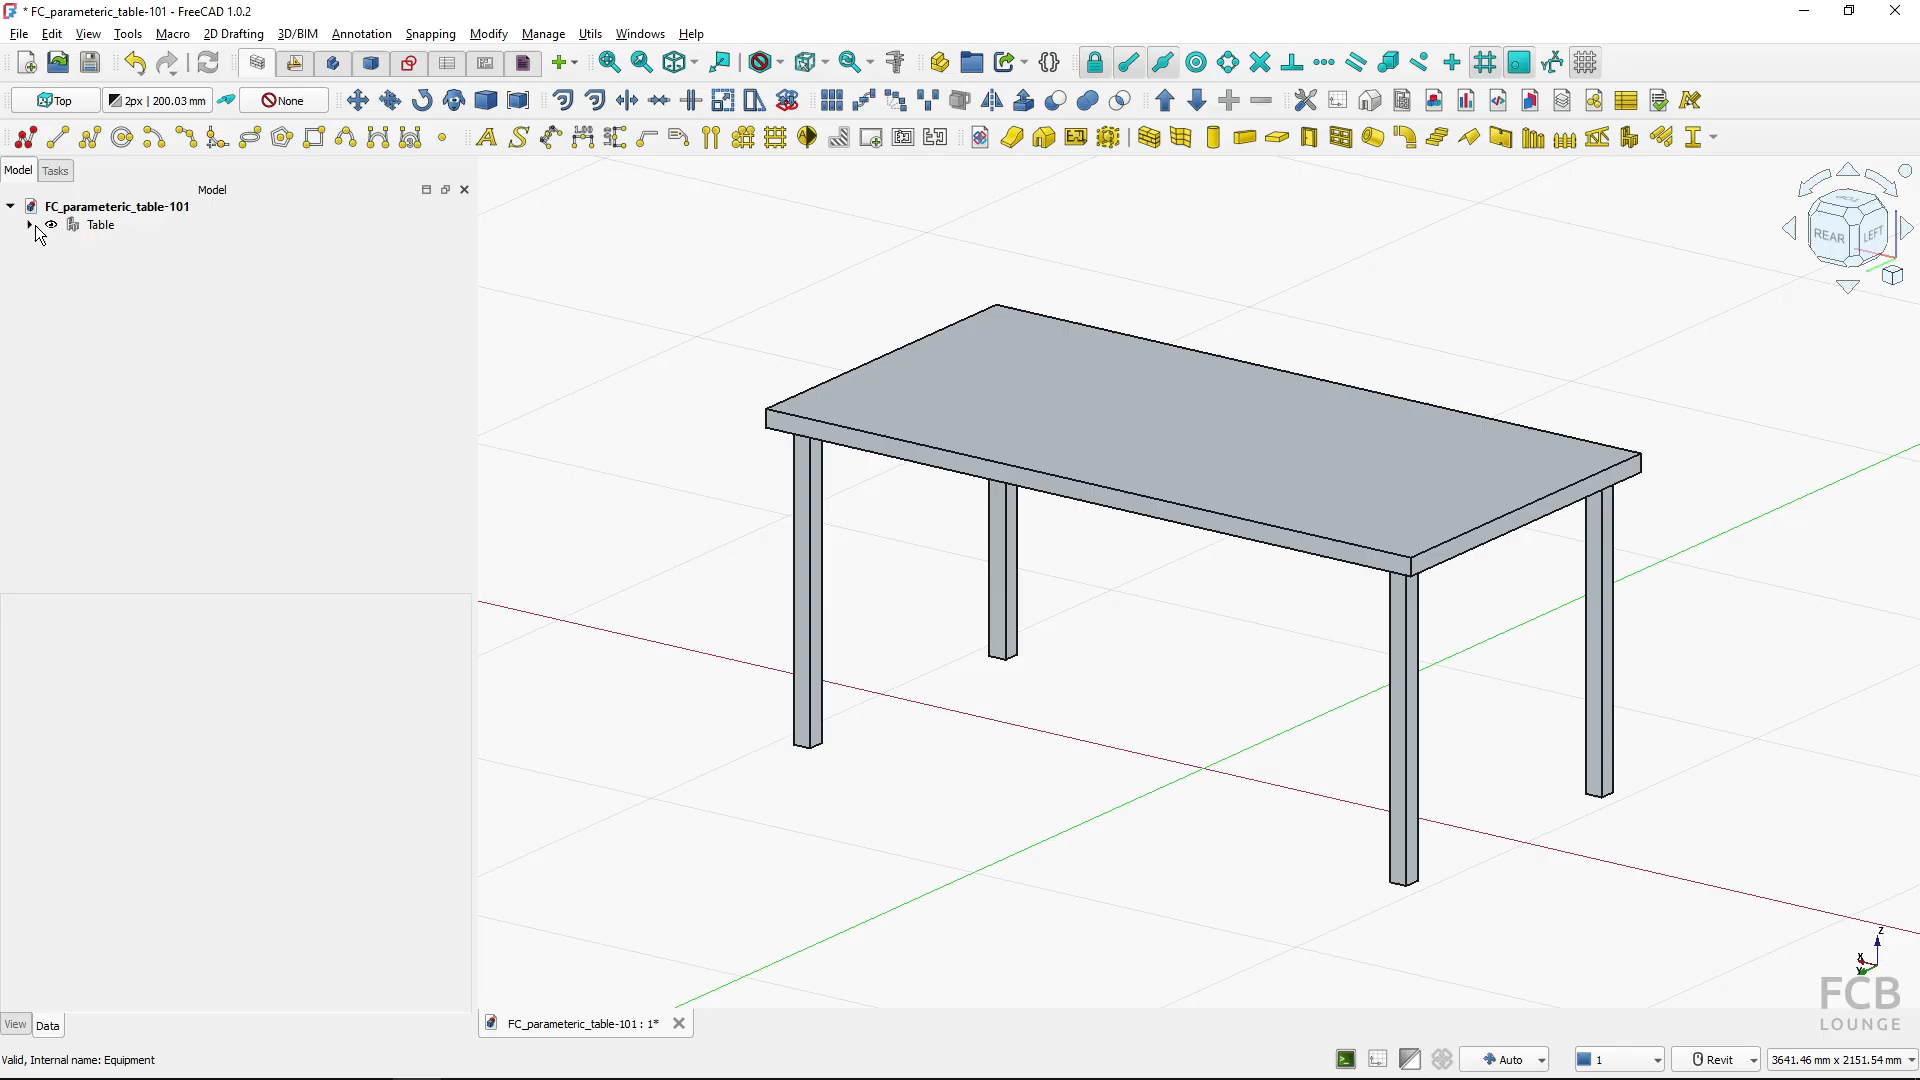 * FC_parameteric_table-101 - FreeCAD 1.0.2
File Edit View Tools Macro 2D Drafting 3D/BIM Annotation Snapping Modify Manage Utils Windows Help
Top 2px | 200.03 mm None
Model Tasks
Model
FC_parameteric_table-101
Table
TOP
REAR LEFT
Z
X
Y
FCB
LOUNGE
View Data
FC_parameteric_table-101 : 1*
Valid, Internal name: Equipment
Auto 1 Revit 3641.46 mm x 2151.54 mm